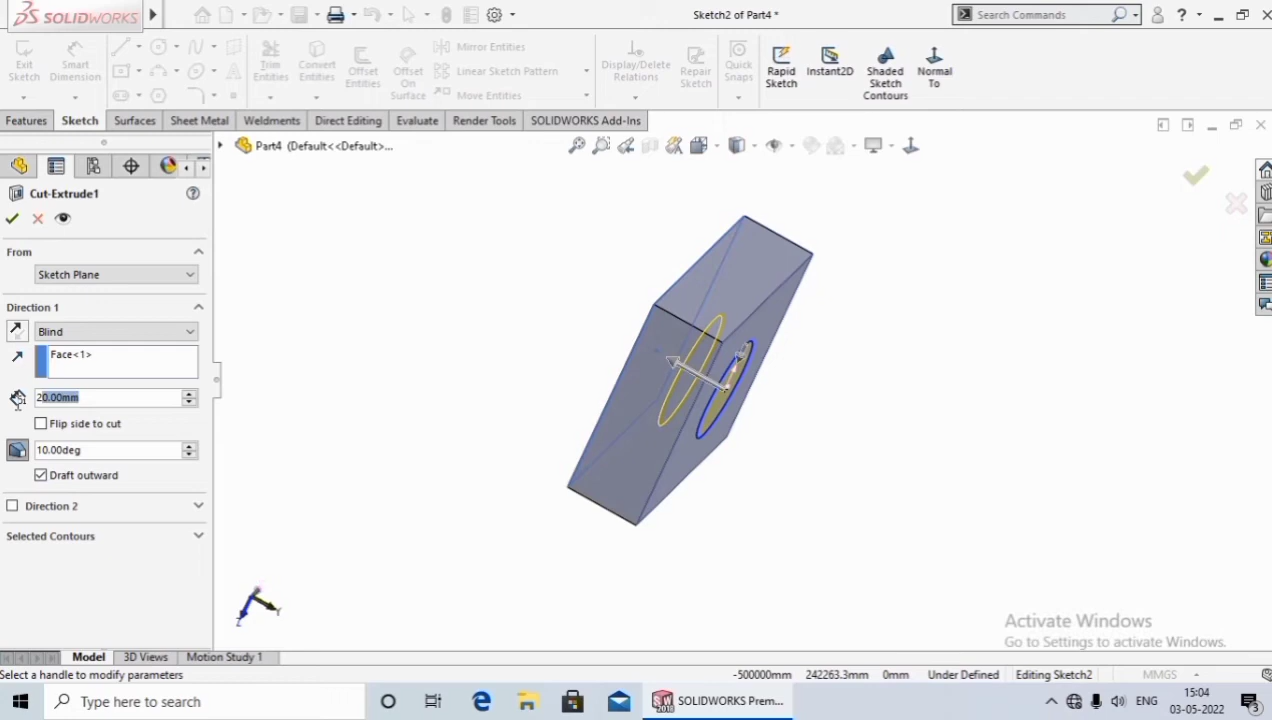 SOLIDWORKS
Sketch2 of Part4 *
Search Commands
?
Exit Sketch
Smart Dimension
Trim Entities
Convert Entities
Offset Entities
Offset On Surface
Mirror Entities
Linear Sketch Pattern
Move Entities
Display/Delete Relations
Repair Sketch
Quick Snaps
Rapid Sketch
Instant2D
Shaded Sketch Contours
Normal To
Features
Sketch
Surfaces
Sheet Metal
Weldments
Direct Editing
Evaluate
Render Tools
SOLIDWORKS Add-Ins
Part4 (Default<<Default>...
Cut-Extrude1
From
Sketch Plane
Direction 1
Blind
Face<1>
20.00mm
Flip side to cut
10.00deg
Draft outward
Direction 2
Selected Contours
Z
Y
Activate Windows
Go to Settings to activate Windows.
Model
3D Views
Motion Study 1
Select a handle to modify parameters
-500000mm
242263.3mm
0mm
Under Defined
Editing Sketch2
MMGS
Type here to search
SOLIDWORKS Prem...
ENG
15:04
03-05-2022
3